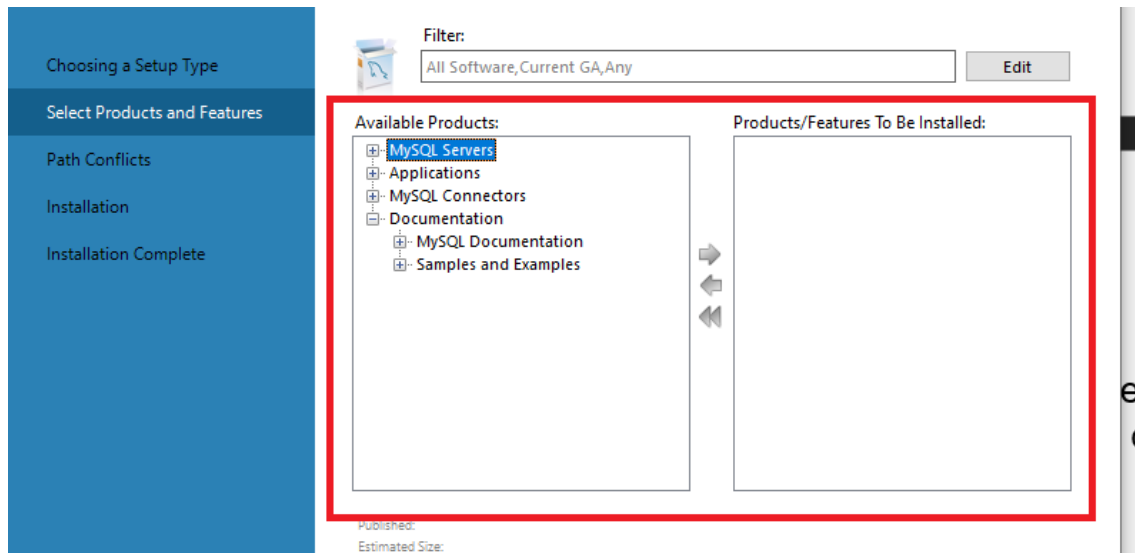 Filter:
All Software,Current GA,Any
Edit
Choosing a Setup Type
Select Products and Features
Path Conflicts
Installation
Installation Complete
Available Products:
MySQL Servers
Applications
MySQL Connectors
Documentation
MySQL Documentation
Samples and Examples
Products/Features To Be Installed:
Published:
Estimated Size: